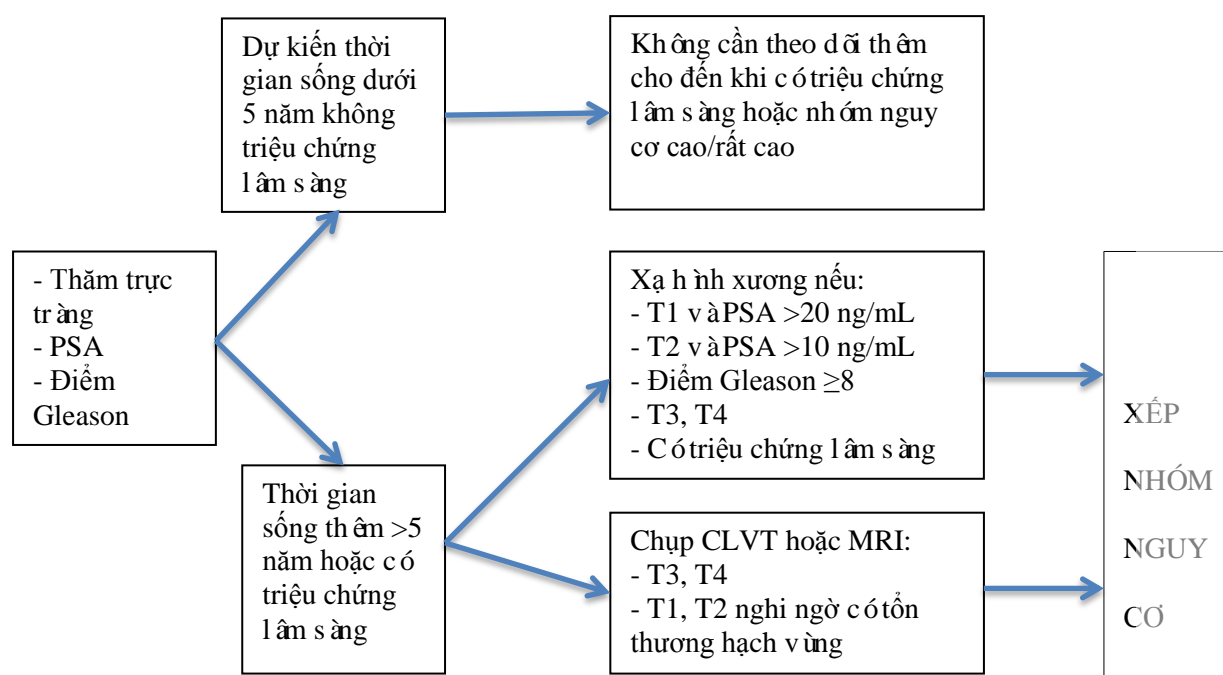 Dự kiến thời
gian sống dưới
5 năm không
triệu chứng
lâm sàng
Không cần theo dõi thêm
cho đến khi có triệu chứng
lâm sàng hoặc nhóm nguy
cơ cao/rất cao
- Thăm trực
tràng
- PSA
- Điểm
Gleason
Xạ hình xương nếu:
- T1 và PSA >20 ng/mL
- T2 và PSA >10 ng/mL
- Điểm Gleason ≥8
- T3, T4
- Có triệu chứng lâm sàng
Thời gian
sống thêm >5
năm hoặc có
triệu chứng
lâm sàng
Chụp CLVT hoặc MRI:
- T3, T4
- T1, T2 nghi ngờ có tổn
thương hạch vùng
XẾP
NHÓM
NGUY
CƠ